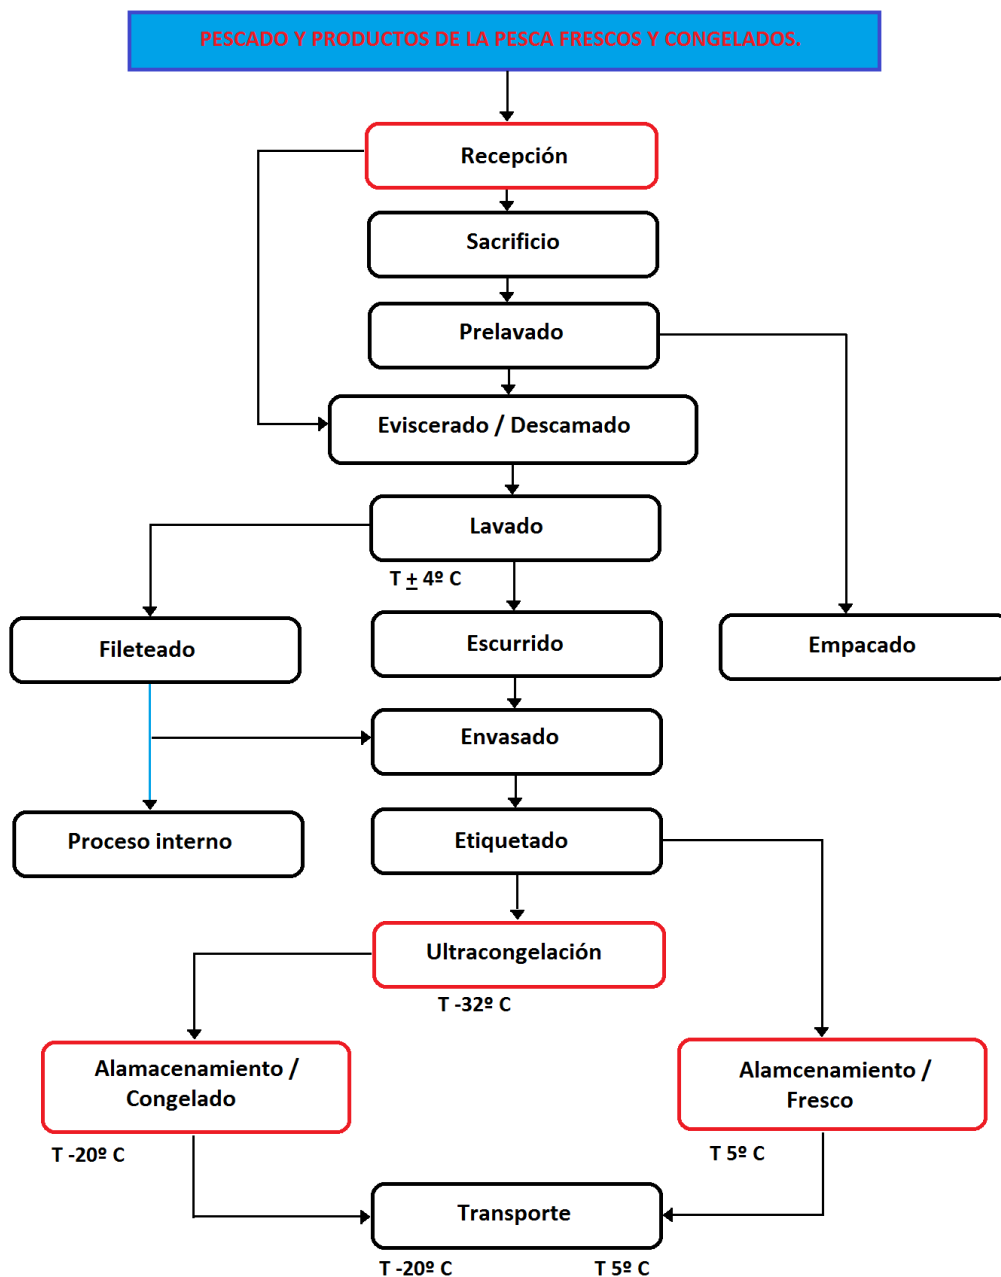 PESCADO Y PRODUCTOS DE LA PESCA FRESCOS Y CONGELADOS.
Recepción
Sacrificio
Prelavado
Eviscerado / Descamado
Lavado
T ± 4º C
Fileteado
Escurrido
Empacado
Envasado
Proceso interno
Etiquetado
Ultracongelación
T -32º C
Alamacenamiento /
Congelado
Alamcenamiento /
Fresco
T -20º C
T 5º C
Transporte
T -20º C
T 5º C